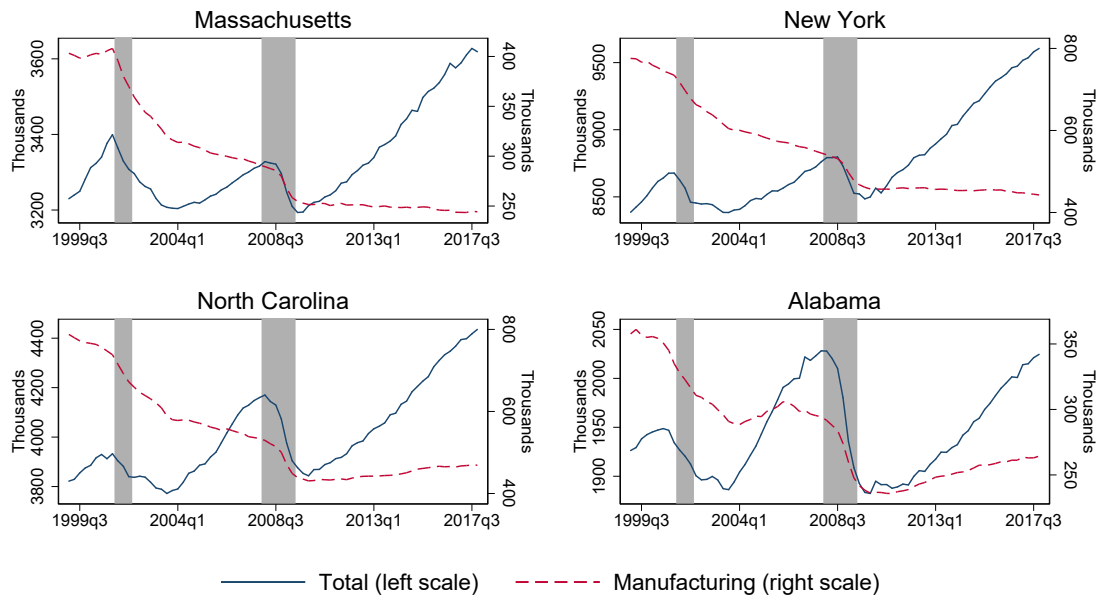 Massachusetts
Thousands
3200 3400 3600
250 300 350 400
Thousands
1999q3 2004q1 2008q3 2013q1 2017q3
New York
Thousands
8500 9000 9500
400 600 800
Thousands
1999q3 2004q1 2008q3 2013q1 2017q3
North Carolina
Thousands
3800 4000 4200 4400
400 600 800
Thousands
1999q3 2004q1 2008q3 2013q1 2017q3
Alabama
Thousands
1900 1950 2000 2050
250 300 350
Thousands
1999q3 2004q1 2008q3 2013q1 2017q3
Total (left scale) Manufacturing (right scale)